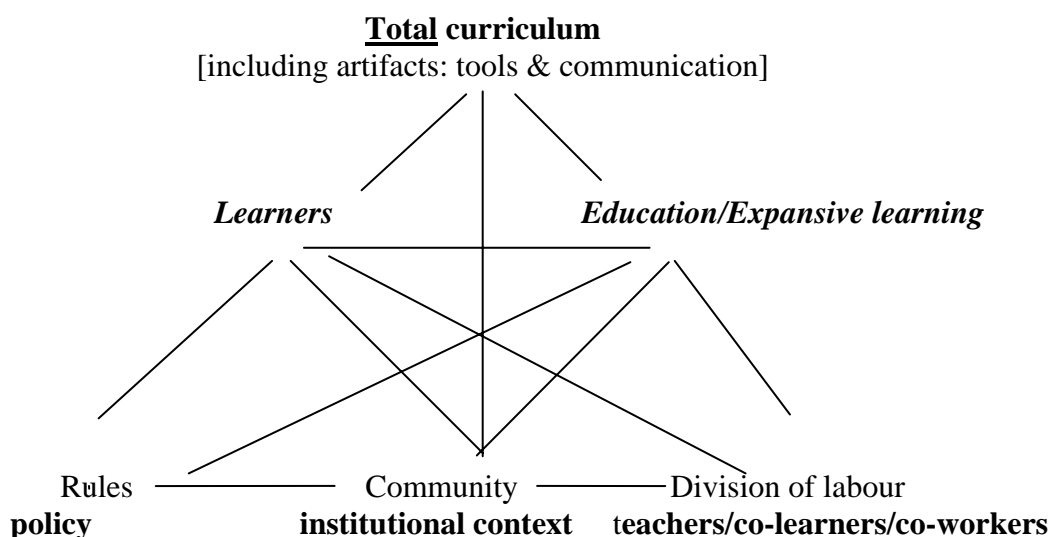 Total curriculum
[including artifacts: tools & communication]
Learners Education/Expansive learning
Rules Community Division of labour
policy institutional context teachers/co-learners/co-workers